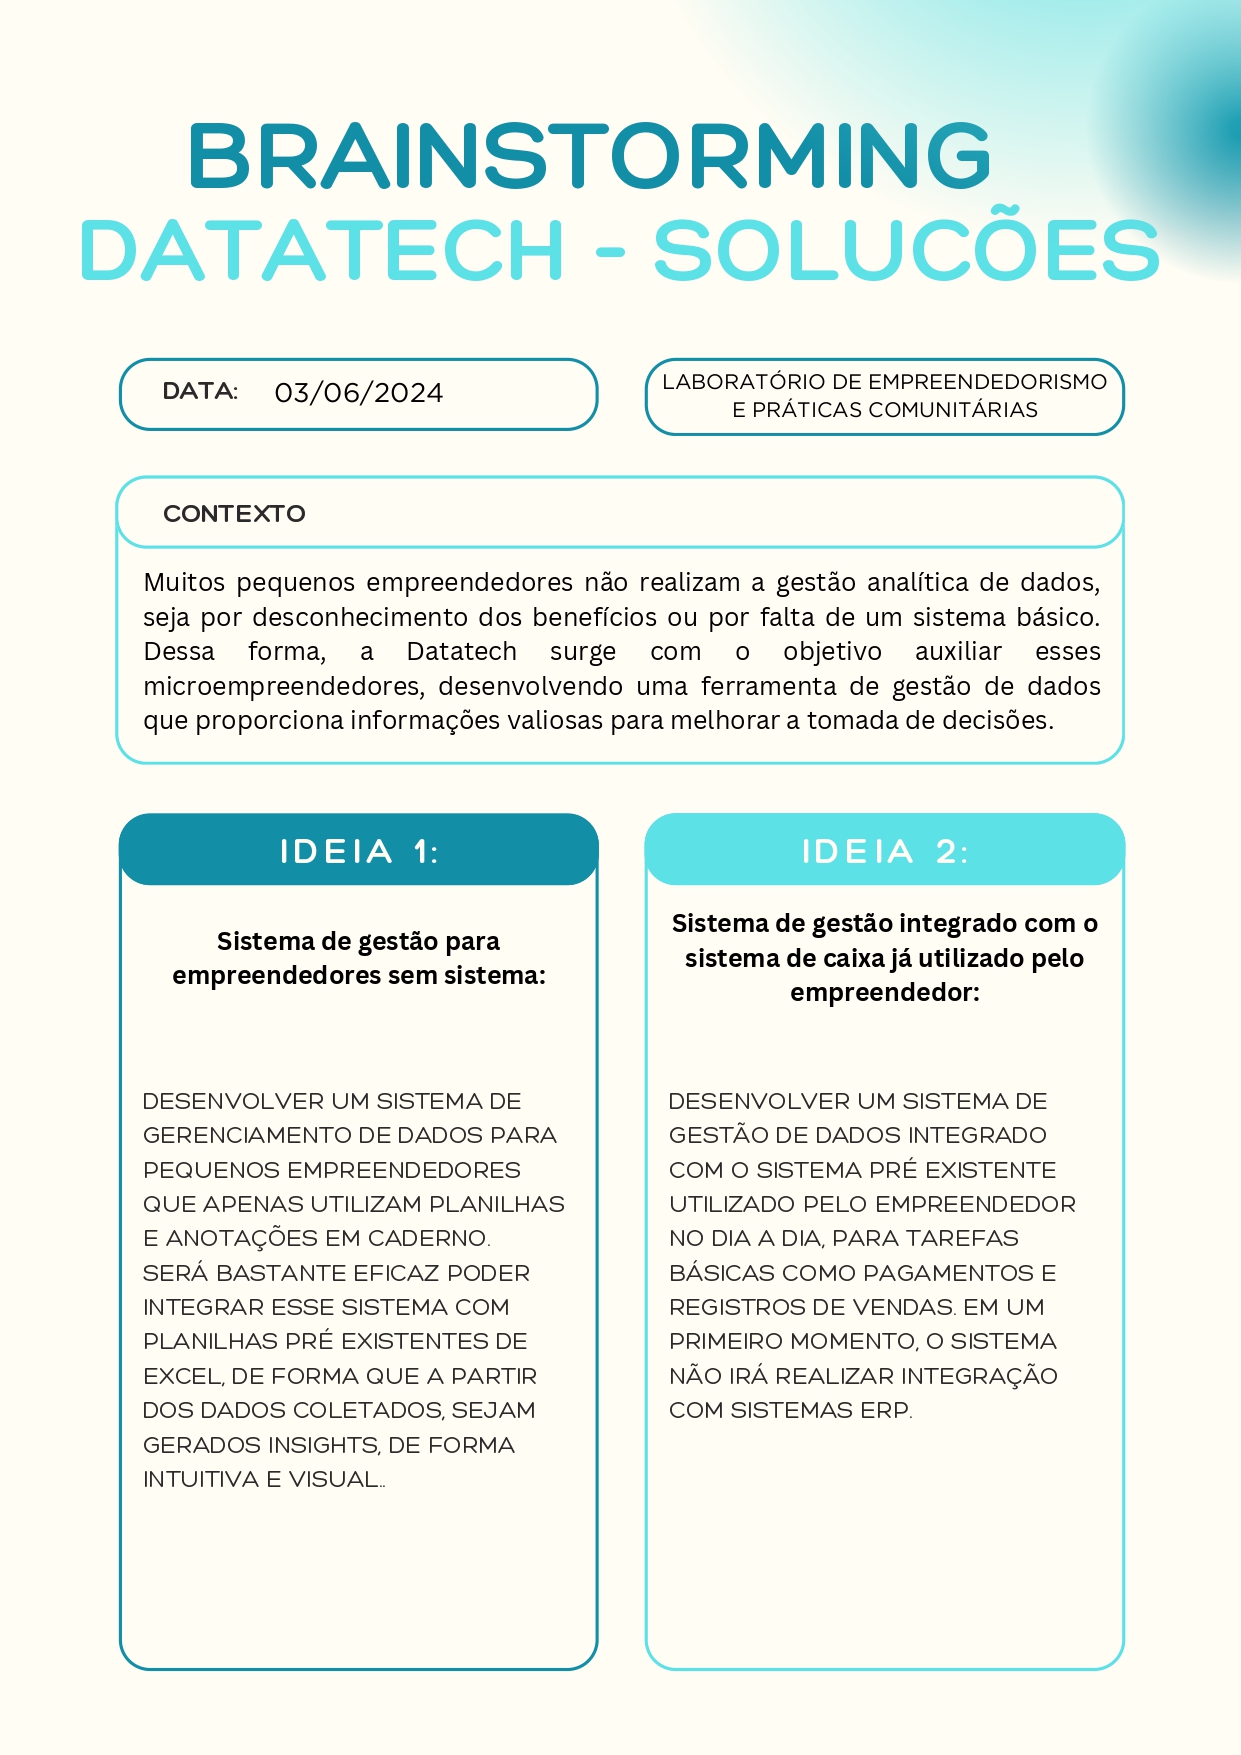 BRAINSTORMING
DATATECH - SOLUCÕES
DATA: 03/06/2024
LABORATÓRIO DE EMPREENDEDORISMO
E PRÁTICAS COMUNITÁRIAS
CONTEXTO
Muitos pequenos empreendedores não realizam a gestão analítica de dados,
seja por desconhecimento dos benefícios ou por falta de um sistema básico.
Dessa forma, a Datatech surge com o objetivo auxiliar esses
microempreendedores, desenvolvendo uma ferramenta de gestão de dados
que proporciona informações valiosas para melhorar a tomada de decisões.
IDEIA 1:
Sistema de gestão para
empreendedores sem sistema:
DESENVOLVER UM SISTEMA DE
GERENCIAMENTO DE DADOS PARA
PEQUENOS EMPREENDEDORES
QUE APENAS UTILIZAM PLANILHAS
E ANOTAÇÕES EM CADERNO.
SERÁ BASTANTE EFICAZ PODER
INTEGRAR ESSE SISTEMA COM
PLANILHAS PRÉ EXISTENTES DE
EXCEL, DE FORMA QUE A PARTIR
DOS DADOS COLETADOS, SEJAM
GERADOS INSIGHTS, DE FORMA
INTUITIVA E VISUAL..
IDEIA 2:
Sistema de gestão integrado com o
sistema de caixa já utilizado pelo
empreendedor:
DESENVOLVER UM SISTEMA DE
GESTÃO DE DADOS INTEGRADO
COM O SISTEMA PRÉ EXISTENTE
UTILIZADO PELO EMPREENDEDOR
NO DIA A DIA, PARA TAREFAS
BÁSICAS COMO PAGAMENTOS E
REGISTROS DE VENDAS. EM UM
PRIMEIRO MOMENTO, O SISTEMA
NÃO IRÁ REALIZAR INTEGRAÇÃO
COM SISTEMAS ERP.